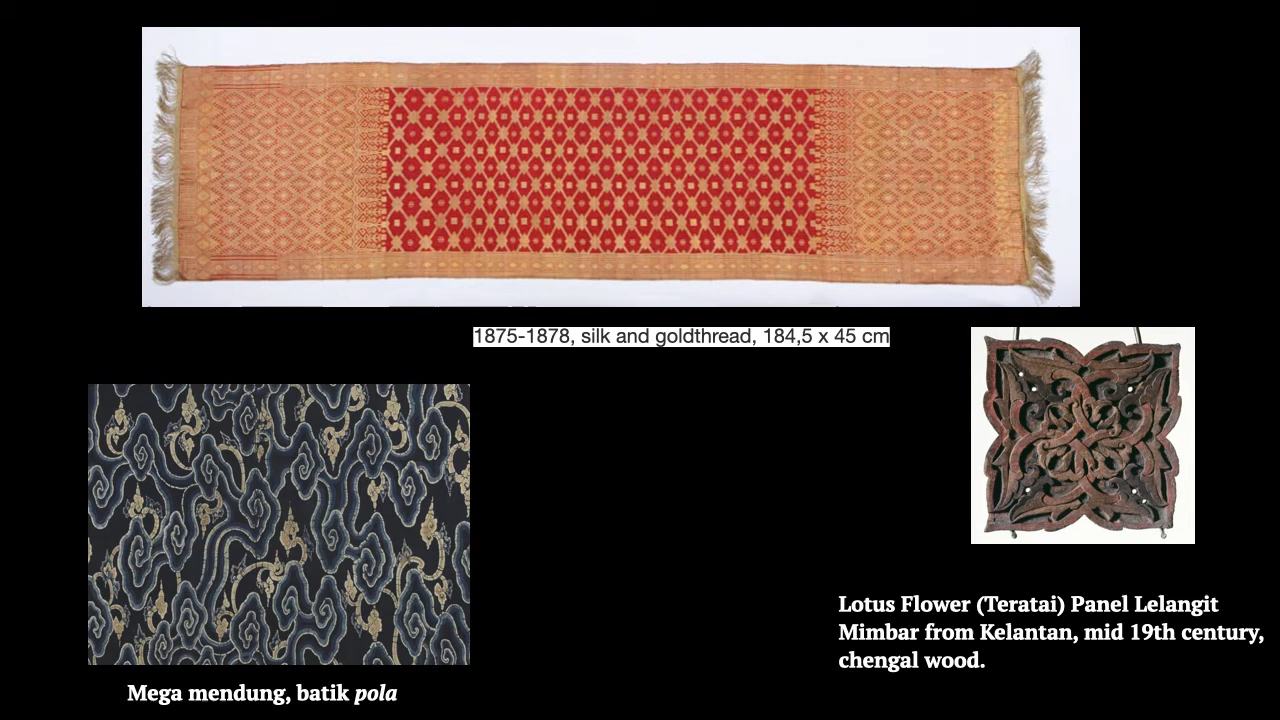 1875-1878, silk and goldthread, 184,5 x 45 cm
Lotus Flower (Teratai) Panel Lelangit
Mimbar from Kelantan, mid 19th century,
chengal wood.
Mega mendung, batik pola